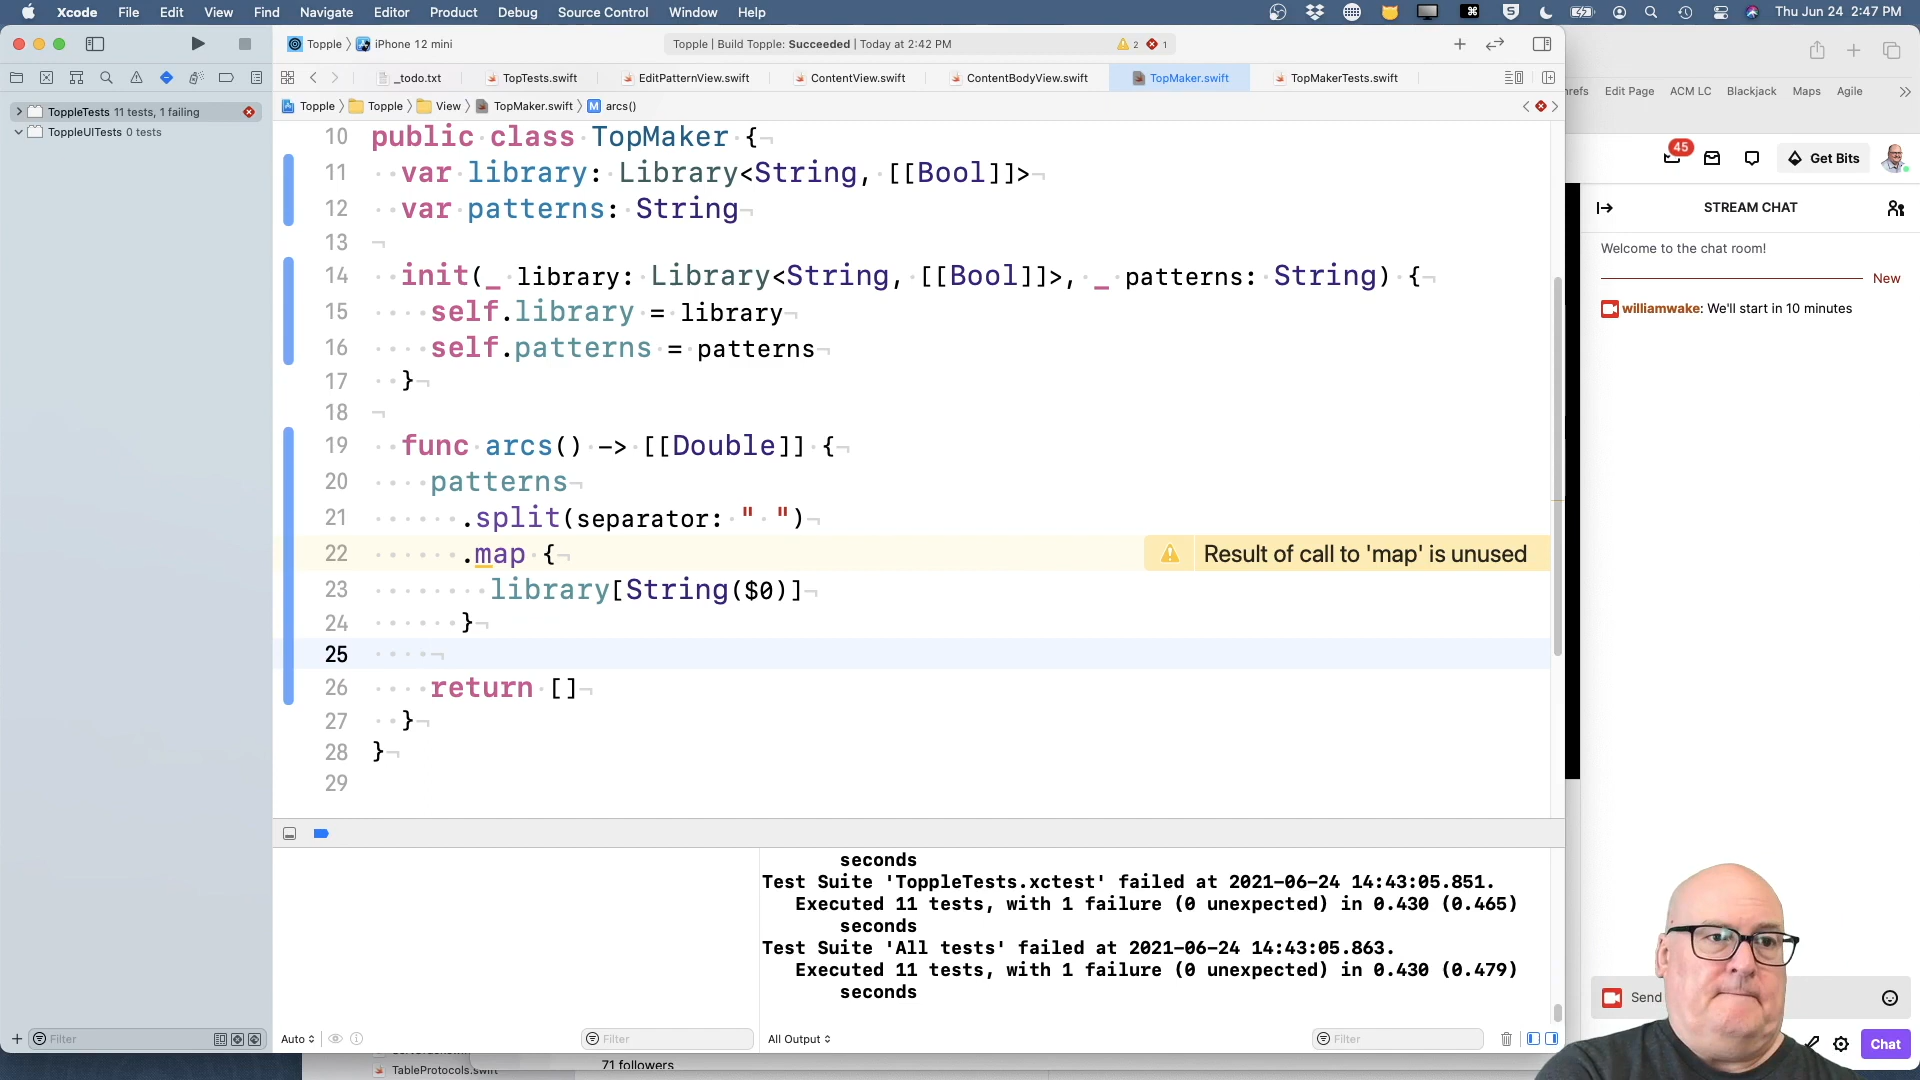 Xcode File Edit View Find Navigate Editor Product Debug Source Control Window Help
Thu Jun 24 2:47 PM
Topple
iPhone 12 mini
Topple | Build Topple: Succeeded | Today at 2:42 PM
2
1
_todo.txt
TopTests.swift
EditPatternView.swift
ContentView.swift
ContentBodyView.swift
TopMaker.swift
TopMakerTests.swift
Topple
Topple
View
TopMaker.swift
M arcs()
ToppleTests 11 tests, 1 failing
ToppleUITests 0 tests
10 public class TopMaker {
11 var library: Library<String, [[Bool]]>
12 var patterns: String
13
14 init(_ library: Library<String, [[Bool]]>, _ patterns: String) {
15 self.library = library
16 self.patterns = patterns
17 }
18
19 func arcs() -> [[Double]] {
20 patterns
21 .split(separator: " ")
22 .map {
Result of call to 'map' is unused
23 library[String($0)]
24 }
25
26 return []
27 }
28 }
29
seconds
Test Suite 'ToppleTests.xctest' failed at 2021-06-24 14:43:05.851.
Executed 11 tests, with 1 failure (0 unexpected) in 0.430 (0.465)
seconds
Test Suite 'All tests' failed at 2021-06-24 14:43:05.863.
Executed 11 tests, with 1 failure (0 unexpected) in 0.430 (0.479)
seconds
Filter
Auto
Filter
All Output
Filter
71 followers
TableProtocols.swift
Edit Page
ACM LC
Blackjack
Maps
Agile
45
Get Bits
STREAM CHAT
Welcome to the chat room!
New
williamwake: We'll start in 10 minutes
Send
Chat